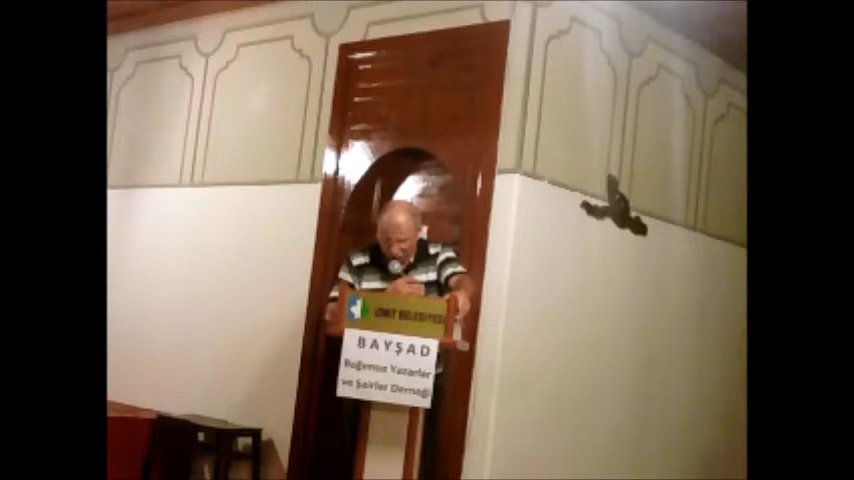 İZMİT BELEDİYESİ
BAYŞAD
Bağımsız Yazarlar
ve Şairler Derneği